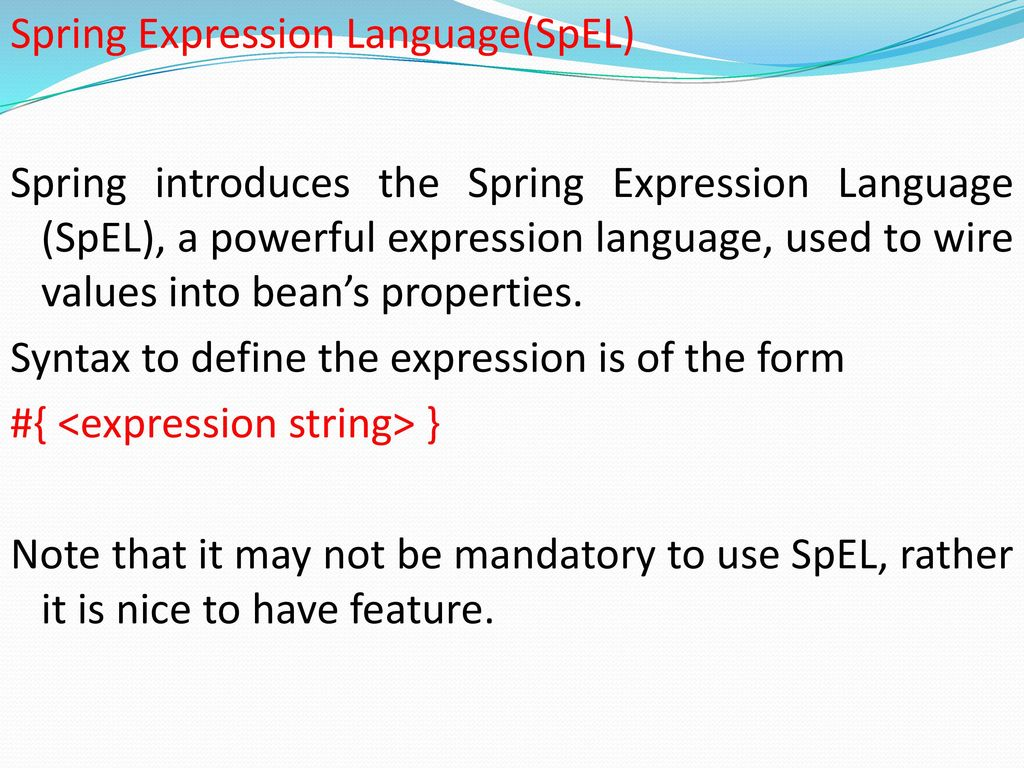 Spring Expression Language(SpEL)
Spring introduces the Spring Expression Language
(SpEL), a powerful expression language, used to wire
values into bean’s properties.
Syntax to define the expression is of the form
#{ <expression string> }
Note that it may not be mandatory to use SpEL, rather
it is nice to have feature.